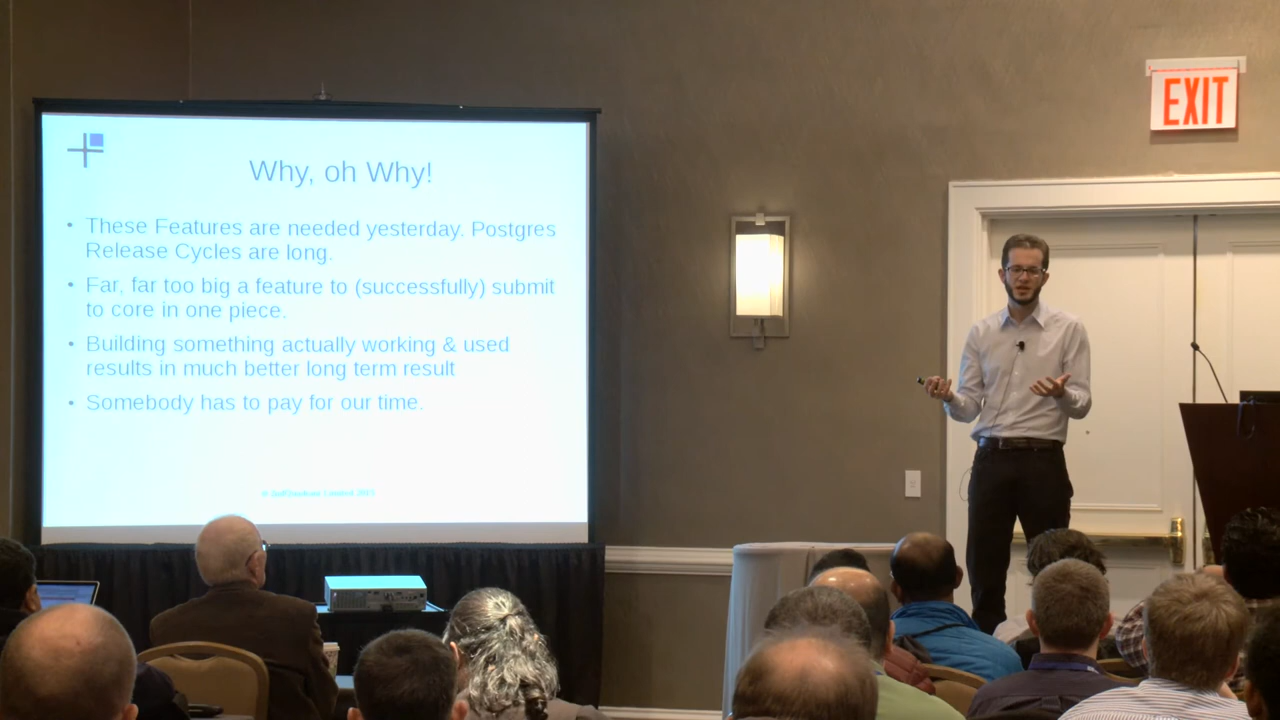 Why, oh Why!
• These Features are needed yesterday. Postgres
Release Cycles are long.
• Far, far too big a feature to (successfully) submit
to core in one piece.
• Building something actually working & used
results in much better long term result
• Somebody has to pay for our time.
EXIT